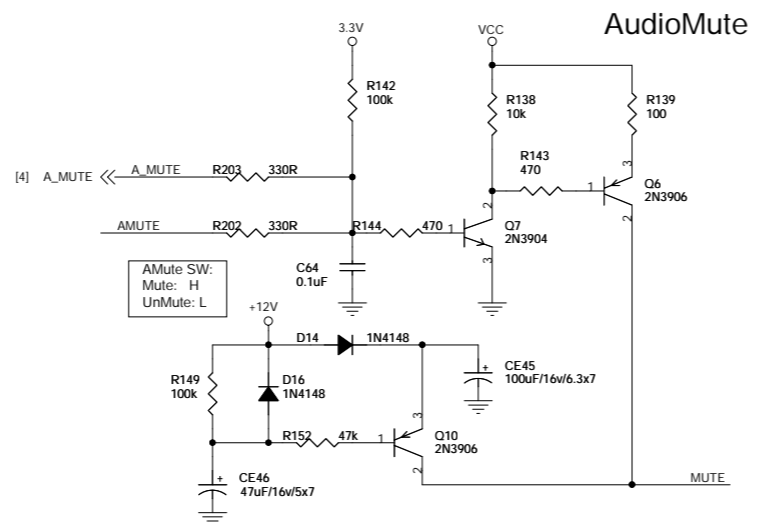 AudioMute
3.3V
VCC
R142
100k
R138
10k
R139
100
R143
470
[4] A_MUTE A_MUTE R203 330R
1
3
Q6
2N3906
2
AMUTE R202 330R
R144 470 1
2
Q7
2N3904
3
C64
0.1uF
AMute SW:
Mute: H
UnMute: L
+12V
D14 1N4148
R149
100k
D16
1N4148
CE45
100uF/16v/6.3x7
+
R152 47k 1
3
Q10
2N3906
2
+
CE46
47uF/16v/5x7
MUTE